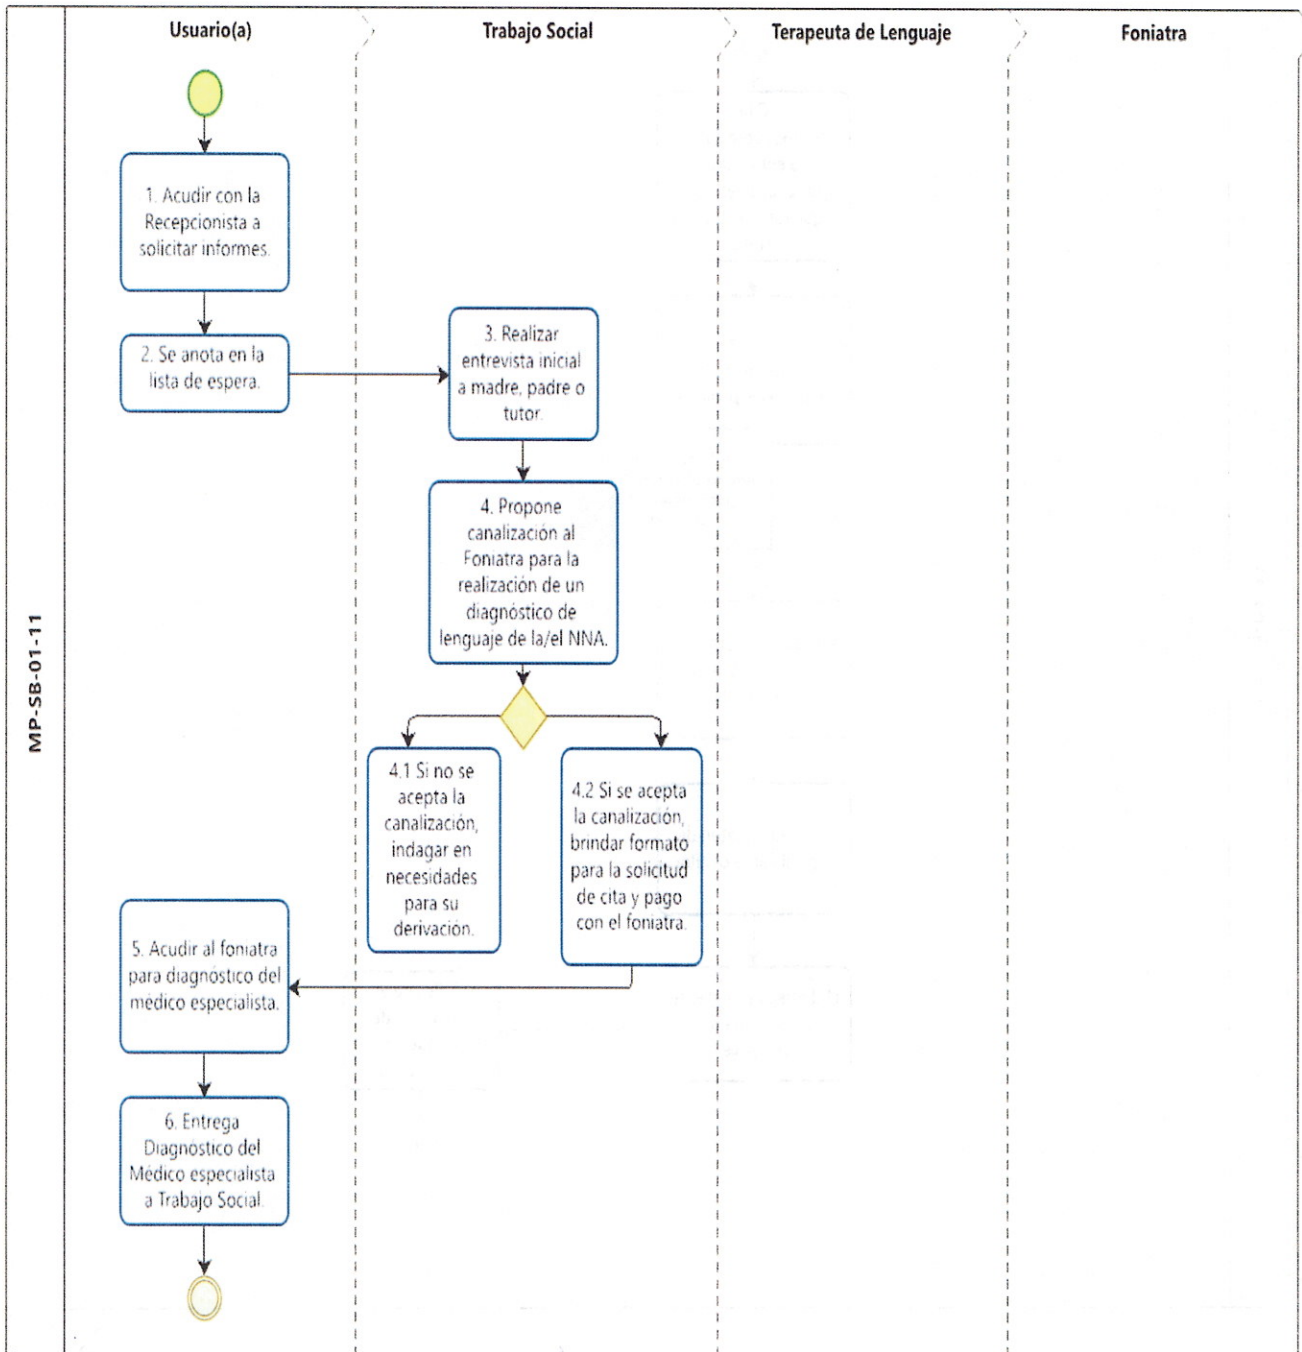 Usuario(a)
Trabajo Social
Terapeuta de Lenguaje
Foniatra
MP-SB-01-11
1. Acudir con la
Recepcionista a
solicitar informes.
2. Se anota en la
lista de espera.
3. Realizar
entrevista inicial
a madre, padre o
tutor.
4. Propone
canalización al
Foniatra para la
realización de un
diagnóstico de
lenguaje de la/el NNA.
4.1 Si no se
acepta la
canalización,
indagar en
necesidades
para su
derivación.
4.2 Si se acepta
la canalización,
brindar formato
para la solicitud
de cita y pago
con el foniatra.
5. Acudir al foniatra
para diagnóstico del
médico especialista.
6. Entrega
Diagnóstico del
Médico especialista
a Trabajo Social.